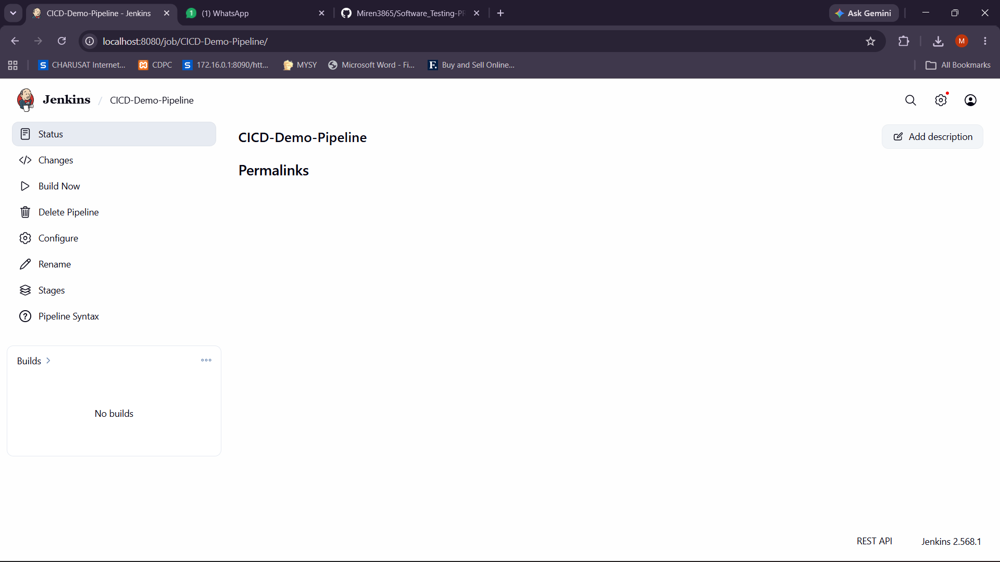 CICD-Demo-Pipeline - Jenkins
1
(1) WhatsApp
Miren3865/Software_Testing-PR
Ask Gemini
localhost:8080/job/CICD-Demo-Pipeline/
M
CHARUSAT Internet...
CDPC
172.16.0.1:8090/htt...
MYSY
Microsoft Word - Fi...
Buy and Sell Online...
All Bookmarks
Jenkins / CICD-Demo-Pipeline
Status
Changes
Build Now
Delete Pipeline
Configure
Rename
Stages
Pipeline Syntax
Builds
No builds
CICD-Demo-Pipeline
Add description
Permalinks
REST API
Jenkins 2.568.1